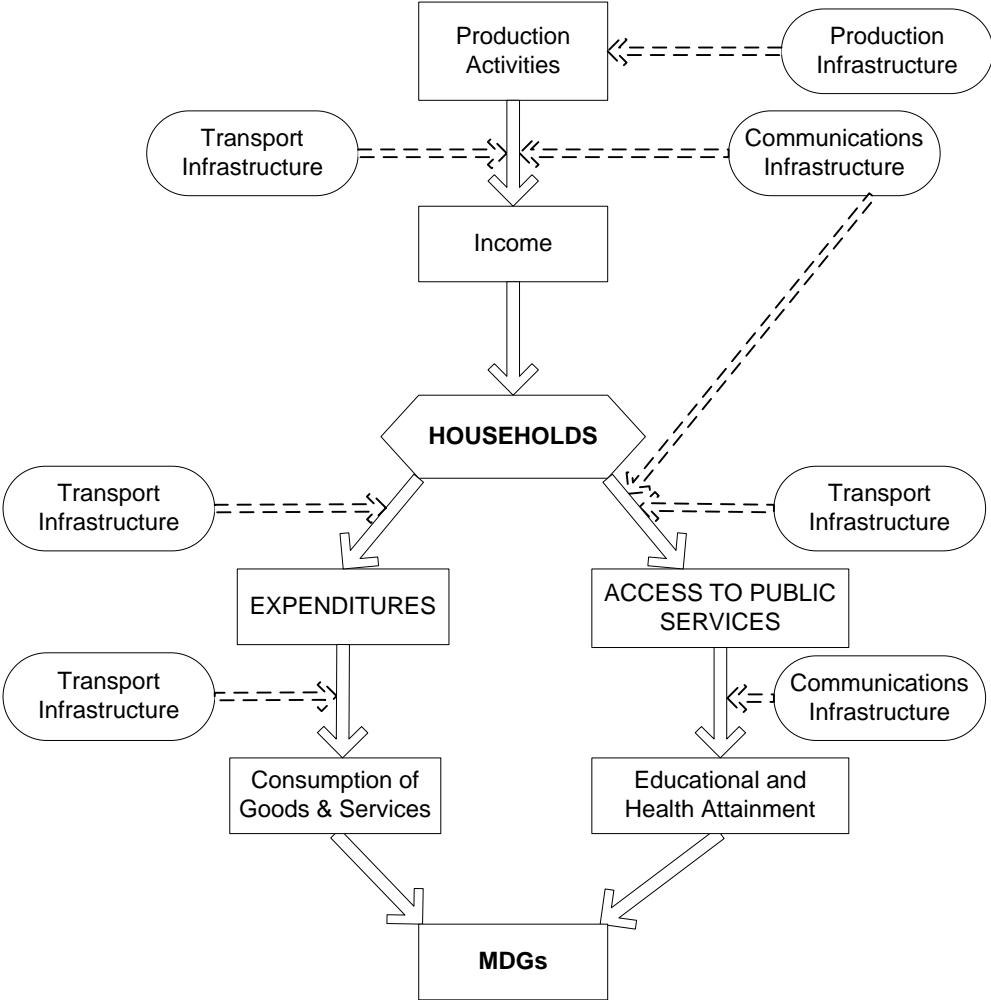 Production
Activities
Production
Infrastructure
Transport
Infrastructure
Communications
Infrastructure
Income
HOUSEHOLDS
Transport
Infrastructure
Transport
Infrastructure
EXPENDITURES
ACCESS TO PUBLIC
SERVICES
Transport
Infrastructure
Communications
Infrastructure
Consumption of
Goods & Services
Educational and
Health Attainment
MDGs